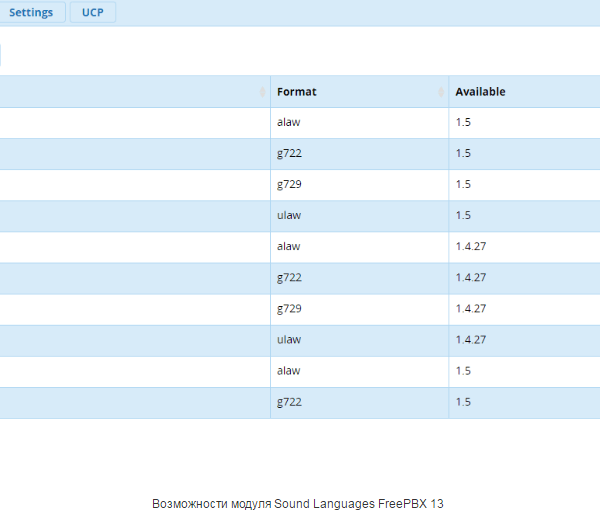 Settings UCP
Format Available
alaw 1.5
g722 1.5
g729 1.5
ulaw 1.5
alaw 1.4.27
g722 1.4.27
g729 1.4.27
ulaw 1.4.27
alaw 1.5
g722 1.5
Возможности модуля Sound Languages FreePBX 13